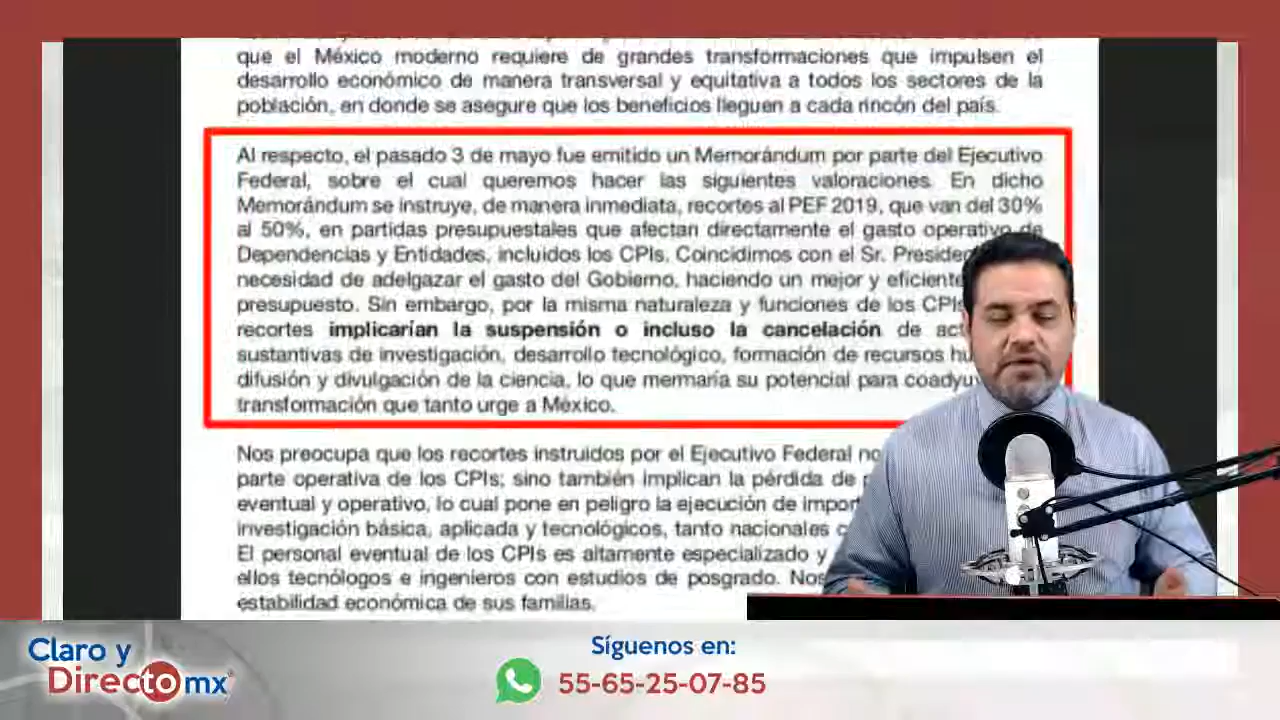 que el México moderno requiere de grandes transformaciones que impulsen el
desarrollo económico de manera transversal y equitativa a todos los sectores de la
población, en donde se asegure que los beneficios lleguen a cada rincón del país.
Al respecto, el pasado 3 de mayo fue emitido un Memorándum por parte del Ejecutivo
Federal, sobre el cual queremos hacer las siguientes valoraciones. En dicho
Memorándum se instruye, de manera inmediata, recortes al PEF 2019, que van del 30%
al 50%, en partidas presupuestales que afectan directamente el gasto operativo de
Dependencias y Entidades, incluidos los CPIs. Coincidimos con el Sr. Presiden
necesidad de adelgazar el gasto del Gobierno, haciendo un mejor y eficiente
presupuesto. Sin embargo, por la misma naturaleza y funciones de los CPIs
recortes implicarían la suspensión o incluso la cancelación de act
sustantivas de investigación, desarrollo tecnológico, formación de recursos hu
difusión y divulgación de la ciencia, lo que mermaría su potencial para coadyuv
transformación que tanto urge a México.
Nos preocupa que los recortes instruidos por el Ejecutivo Federal no
parte operativa de los CPIs; sino también implican la pérdida de p
eventual y operativo, lo cual pone en peligro la ejecución de impor
investigación básica, aplicada y tecnológicos, tanto nacionales c
El personal eventual de los CPIs es altamente especializado y
ellos tecnólogos e ingenieros con estudios de posgrado. Nos
estabilidad económica de sus familias.
Claro y
Directomx
Síguenos en:
55-65-25-07-85